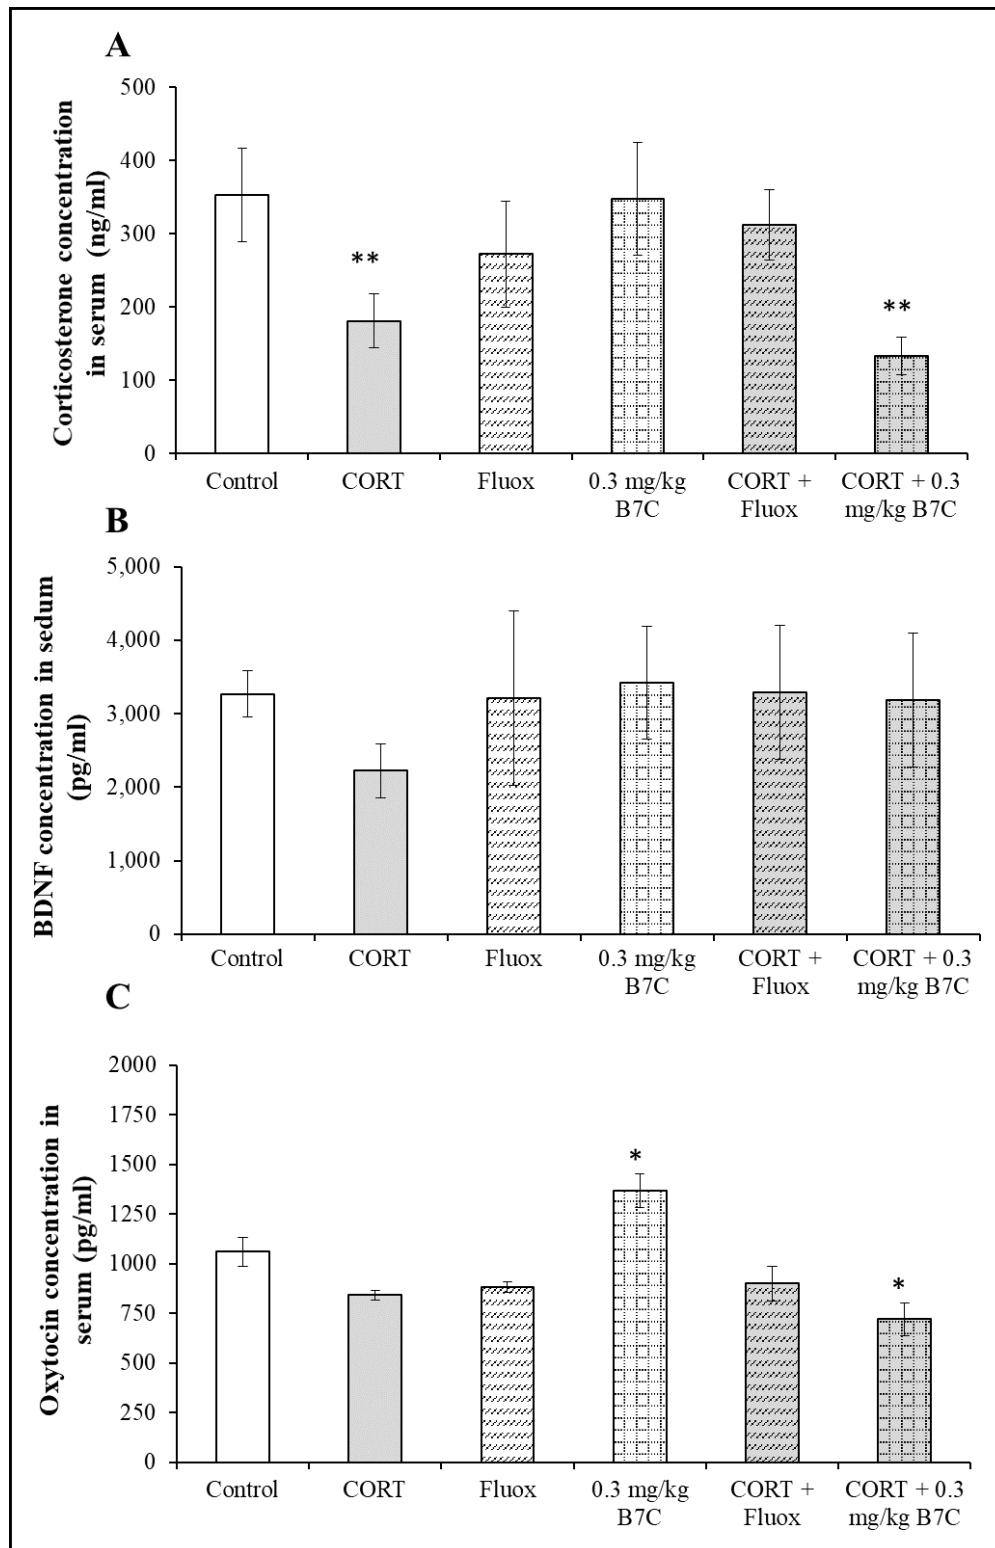 A
Corticosterone concentration
in serum (ng/ml)
500
400
300
200
100
0
**
**
Control
CORT
Fluox
0.3 mg/kg
B7C
CORT +
Fluox
CORT + 0.3
mg/kg B7C
B
BDNF concentration in sedum
(pg/ml)
5,000
4,000
3,000
2,000
1,000
0
Control
CORT
Fluox
0.3 mg/kg
B7C
CORT +
Fluox
CORT + 0.3
mg/kg B7C
C
Oxytocin concentration in
serum (pg/ml)
2000
1750
1500
1250
1000
750
500
250
0
*
*
Control
CORT
Fluox
0.3 mg/kg
B7C
CORT +
Fluox
CORT + 0.3
mg/kg B7C